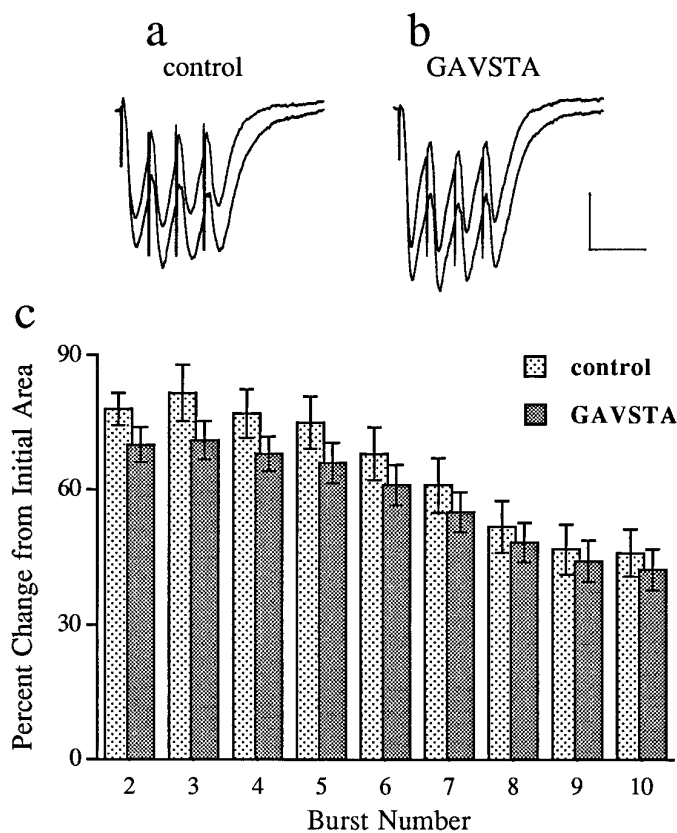 a
control
b
GAVSTA
c
Percent Change from Initial Area
90
60
30
0
control
GAVSTA
2 3 4 5 6 7 8 9 10
Burst Number